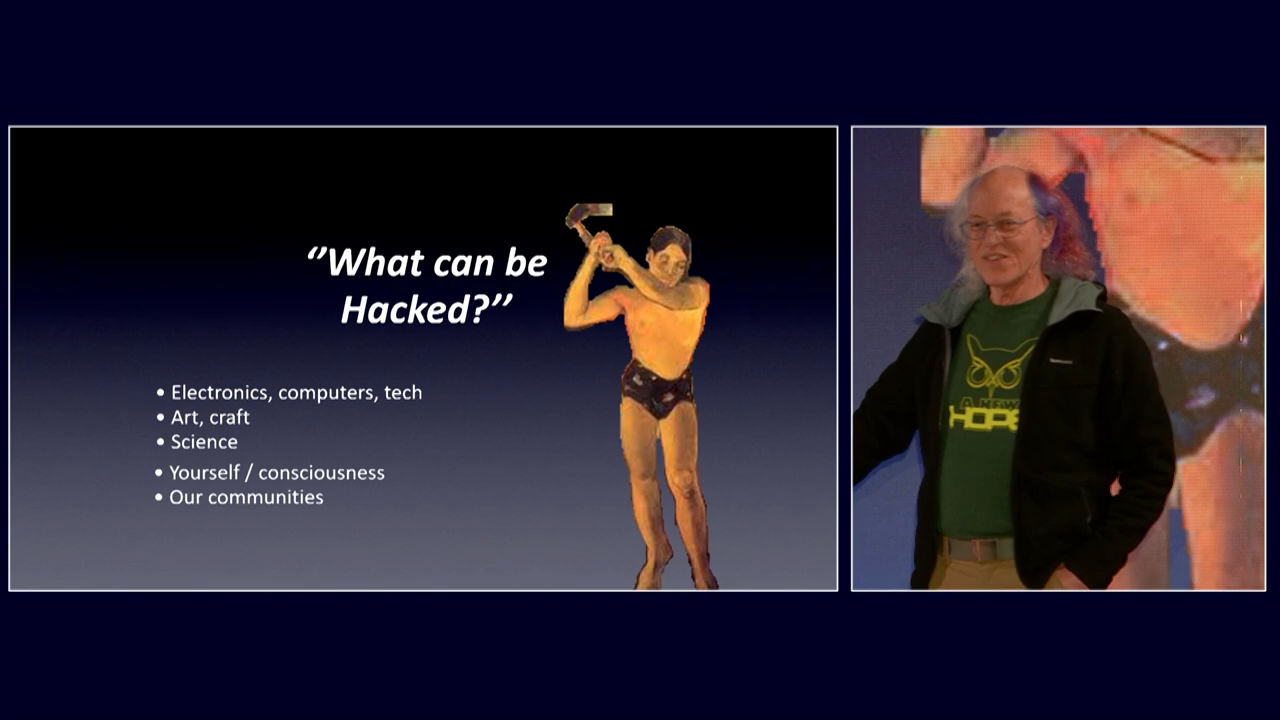 ‘’What can be
Hacked?’’
• Electronics, computers, tech
• Art, craft
• Science
• Yourself / consciousness
• Our communities
A NEW
HOPE